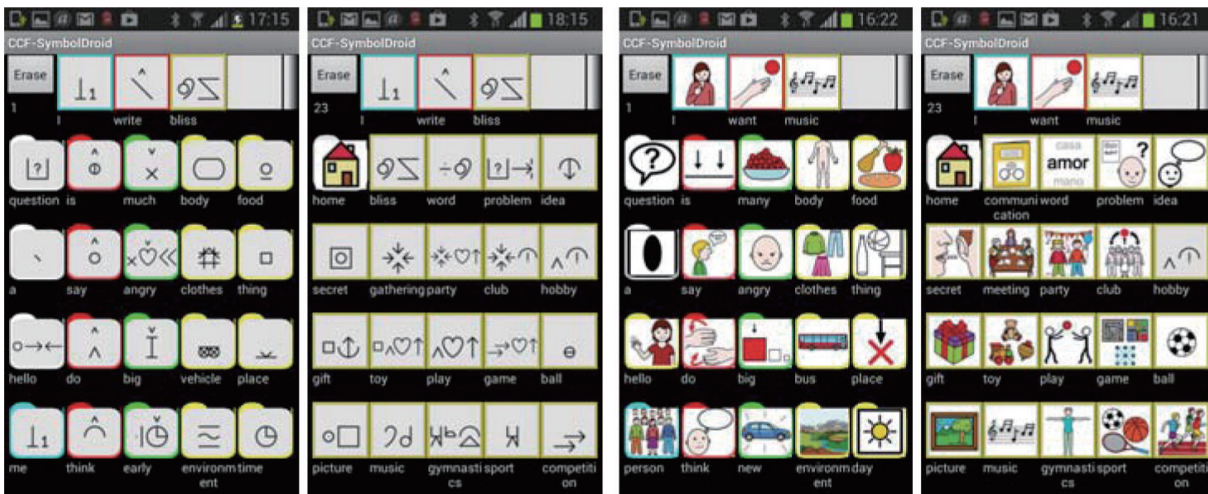 17:15
CCF-SymbolDroid
Erase
1
I write bliss
question is much body food
a say angry clothes thing
hello do big vehicle place
me think early environm time
ent
18:15
CCF-SymbolDroid
Erase
23
I write bliss
home bliss word problem idea
secret gathering party club hobby
gift toy play game ball
picture music gymnasti sport competiti
cs on
16:22
CCF-SymbolDroid
Erase
1
I want music
question is many body food
a say angry clothes thing
hello do big bus place
person think new environm day
ent
16:21
CCF-SymbolDroid
Erase
23
I want music
casa
amor
mano
home communi word problem idea
cation
secret meeting party club hobby
gift toy play game ball
picture music gymnasti sport competiti
cs on